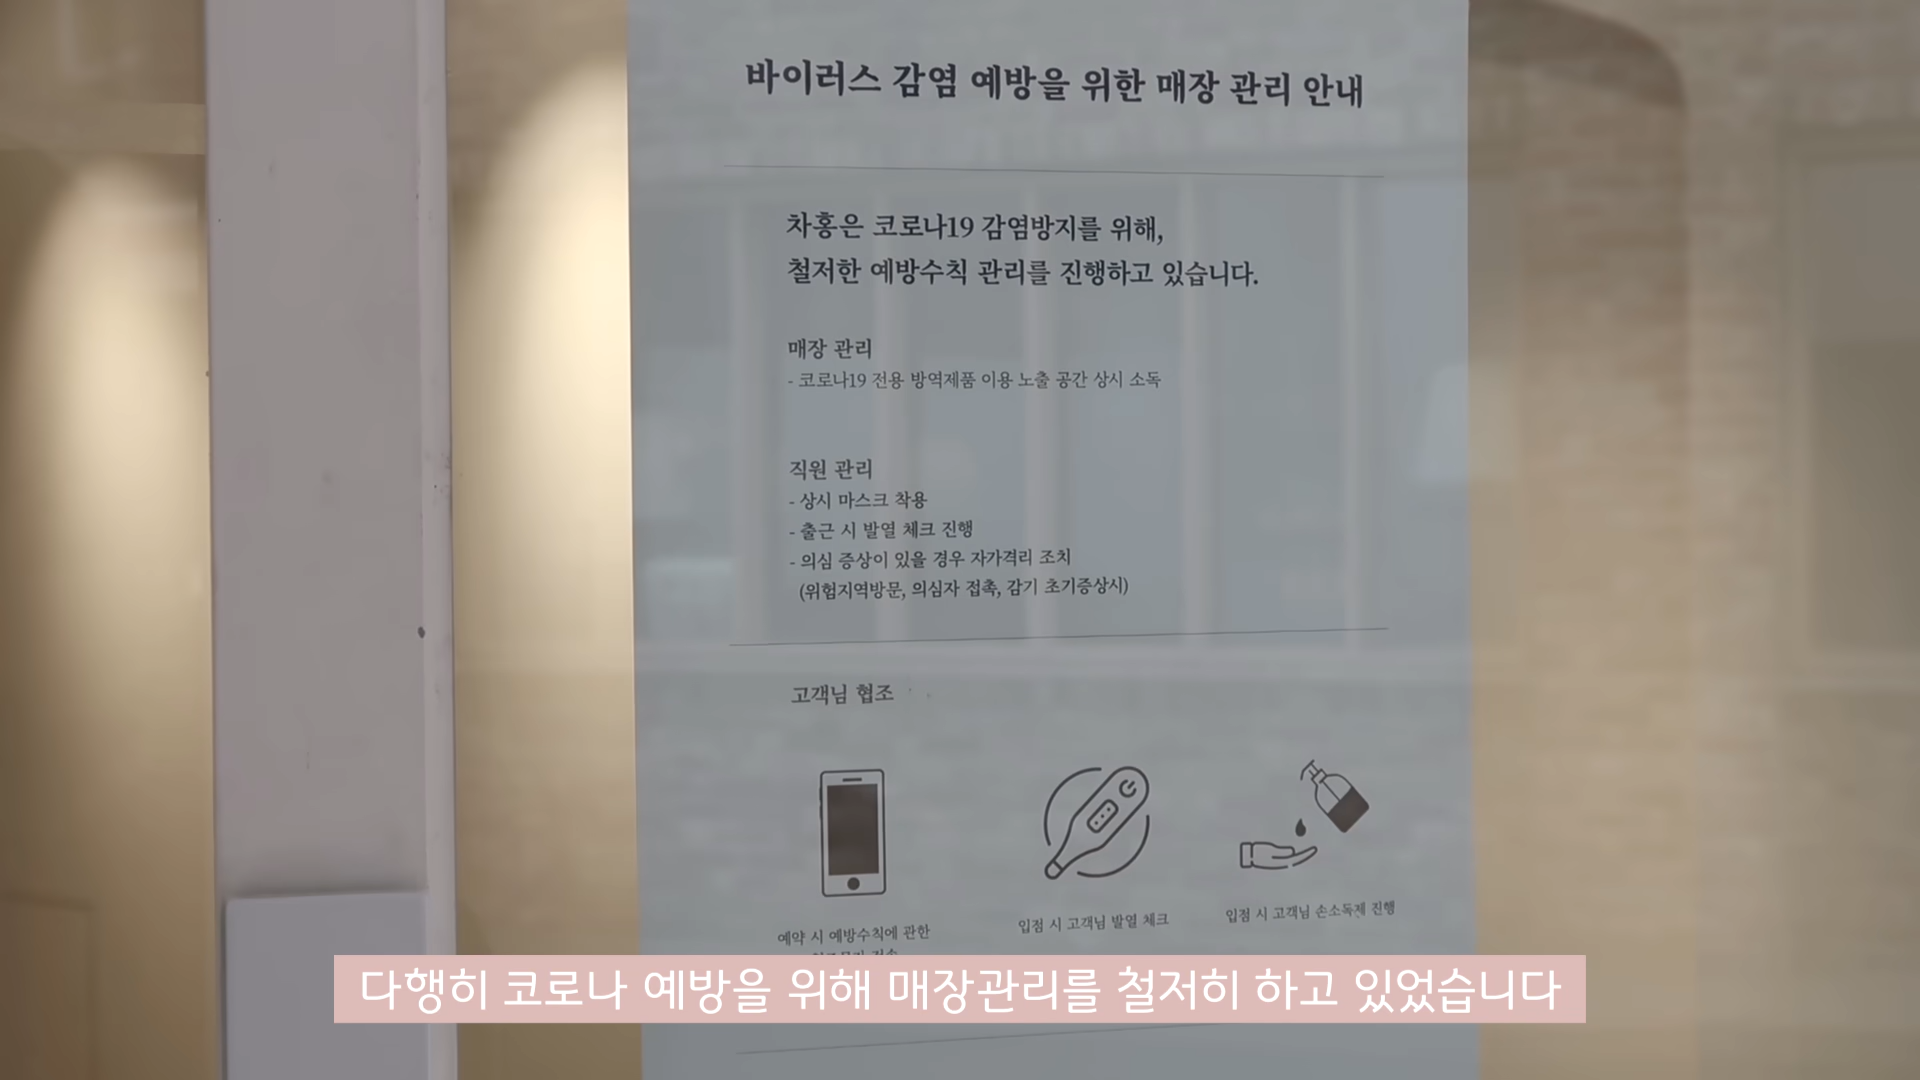 바이러스 감염 예방을 위한 매장 관리 안내
차홍은 코로나19 감염방지를 위해,
철저한 예방수칙 관리를 진행하고 있습니다.
매장 관리
- 코로나19 전용 방역제품 이용 노출 공간 상시 소독
직원 관리
- 상시 마스크 착용
- 출근 시 발열 체크 진행
- 의심 증상이 있을 경우 자가격리 조치
(위험지역방문, 의심자 접촉, 감기 초기증상시)
고객님 협조
예약 시 예방수칙에 관한
입점 시 고객님 발열 체크
입점 시 고객님 손소독제 진행
다행히 코로나 예방을 위해 매장관리를 철저히 하고 있었습니다